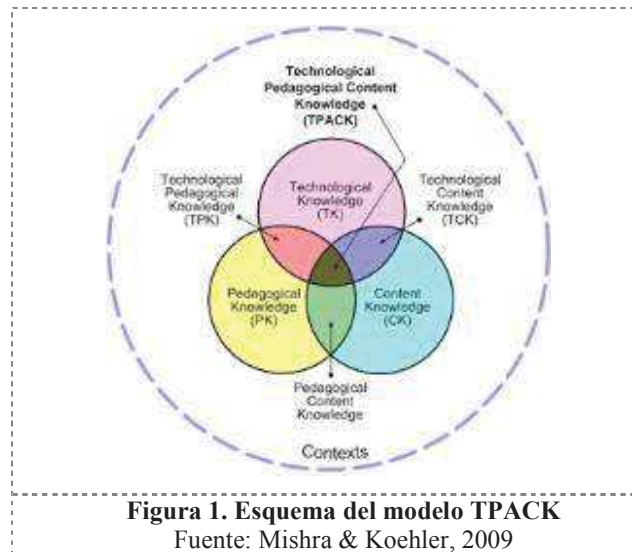 Technological
Pedagogical Content
Knowledge
(TPACK)
Technological
Pedagogical
Knowledge
(TPK)
Technological
Knowledge
(TK)
Technological
Content
Knowledge
(TCK)
Pedagogical
Knowledge
(PK)
Content
Knowledge
(CK)
Pedagogical
Content
Knowledge
Contexts
Figura 1. Esquema del modelo TPACK
Fuente: Mishra & Koehler, 2009